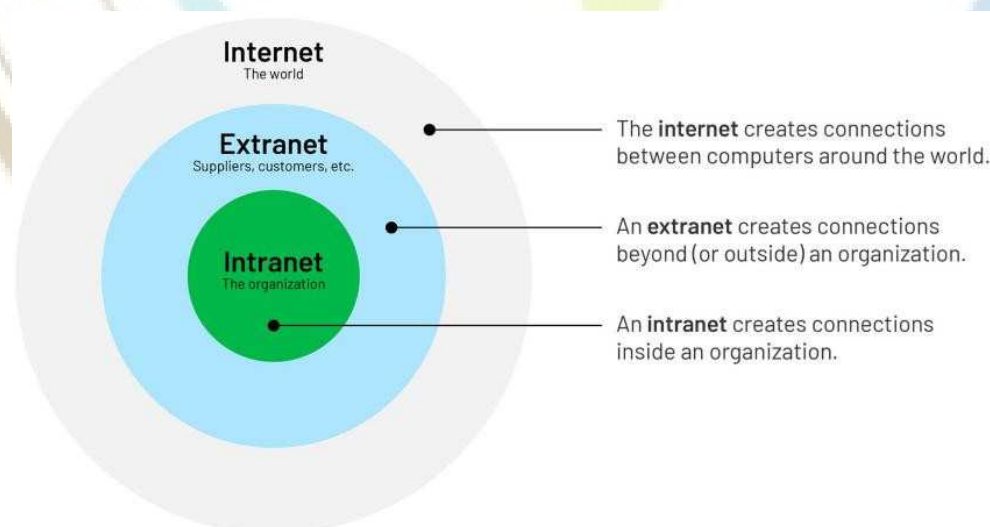 Internet
The world
Extranet
Suppliers, customers, etc.
Intranet
The organization
The internet creates connections
between computers around the world.
An extranet creates connections
beyond (or outside) an organization.
An intranet creates connections
inside an organization.